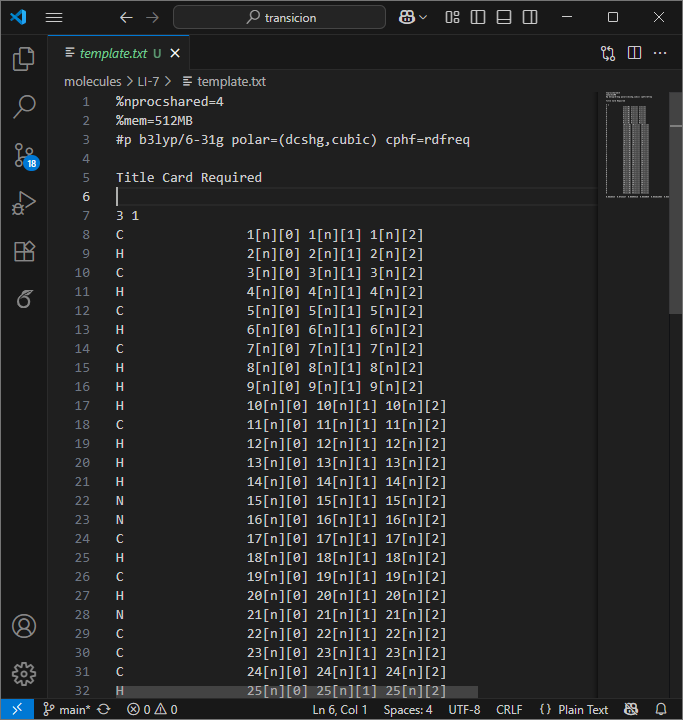 transicion
template.txt U
molecules > LI-7 > template.txt
1 %nprocshared=4
2 %mem=512MB
3 #p b3lyp/6-31g polar=(dcshg,cubic) cphf=rdfreq
4
5 Title Card Required
6
7 3 1
8 C 1[n][0] 1[n][1] 1[n][2]
9 H 2[n][0] 2[n][1] 2[n][2]
10 C 3[n][0] 3[n][1] 3[n][2]
11 H 4[n][0] 4[n][1] 4[n][2]
12 C 5[n][0] 5[n][1] 5[n][2]
13 H 6[n][0] 6[n][1] 6[n][2]
14 C 7[n][0] 7[n][1] 7[n][2]
15 H 8[n][0] 8[n][1] 8[n][2]
16 H 9[n][0] 9[n][1] 9[n][2]
17 H 10[n][0] 10[n][1] 10[n][2]
18 C 11[n][0] 11[n][1] 11[n][2]
19 H 12[n][0] 12[n][1] 12[n][2]
20 H 13[n][0] 13[n][1] 13[n][2]
21 H 14[n][0] 14[n][1] 14[n][2]
22 N 15[n][0] 15[n][1] 15[n][2]
23 N 16[n][0] 16[n][1] 16[n][2]
24 C 17[n][0] 17[n][1] 17[n][2]
25 H 18[n][0] 18[n][1] 18[n][2]
26 C 19[n][0] 19[n][1] 19[n][2]
27 H 20[n][0] 20[n][1] 20[n][2]
28 N 21[n][0] 21[n][1] 21[n][2]
29 C 22[n][0] 22[n][1] 22[n][2]
30 C 23[n][0] 23[n][1] 23[n][2]
31 C 24[n][0] 24[n][1] 24[n][2]
32 H 25[n][0] 25[n][1] 25[n][2]
18
main* 0 0 Ln 6, Col 1 Spaces: 4 UTF-8 CRLF {} Plain Text